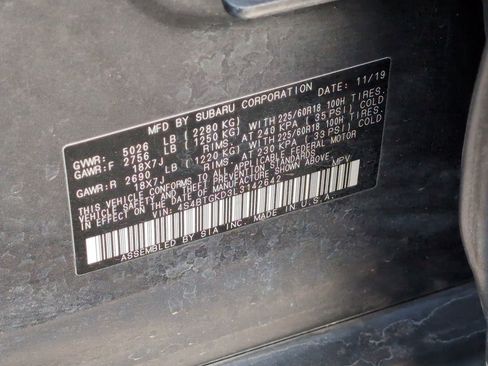 MFD BY SUBARU CORPORATION DATE: 11/19
GVWR: 5026 LB (2280 KG)
GAWR:F 2756 LB (1250 KG) WITH 225/60R18 100H TIRES.
18X7J RIMS. AT 240 KPA ( 35 PSI) COLD
GAWR:R 2690 LB (1220 KG) WITH 225/60R18 100H TIRES.
18X7J RIMS. AT 230 KPA ( 33 PSI) COLD
THIS VEHICLE CONFORMS TO ALL APPLICABLE FEDERAL MOTOR
VEHICLE SAFETY AND THEFT PREVENTION STANDARDS
IN EFFECT ON THE DATE OF MANUFACTURE SHOWN ABOVE.
VIN: 4S4BTGKD3L3142647 MPV
ASSEMBLED BY SIA INC. MADE IN U.S.A.